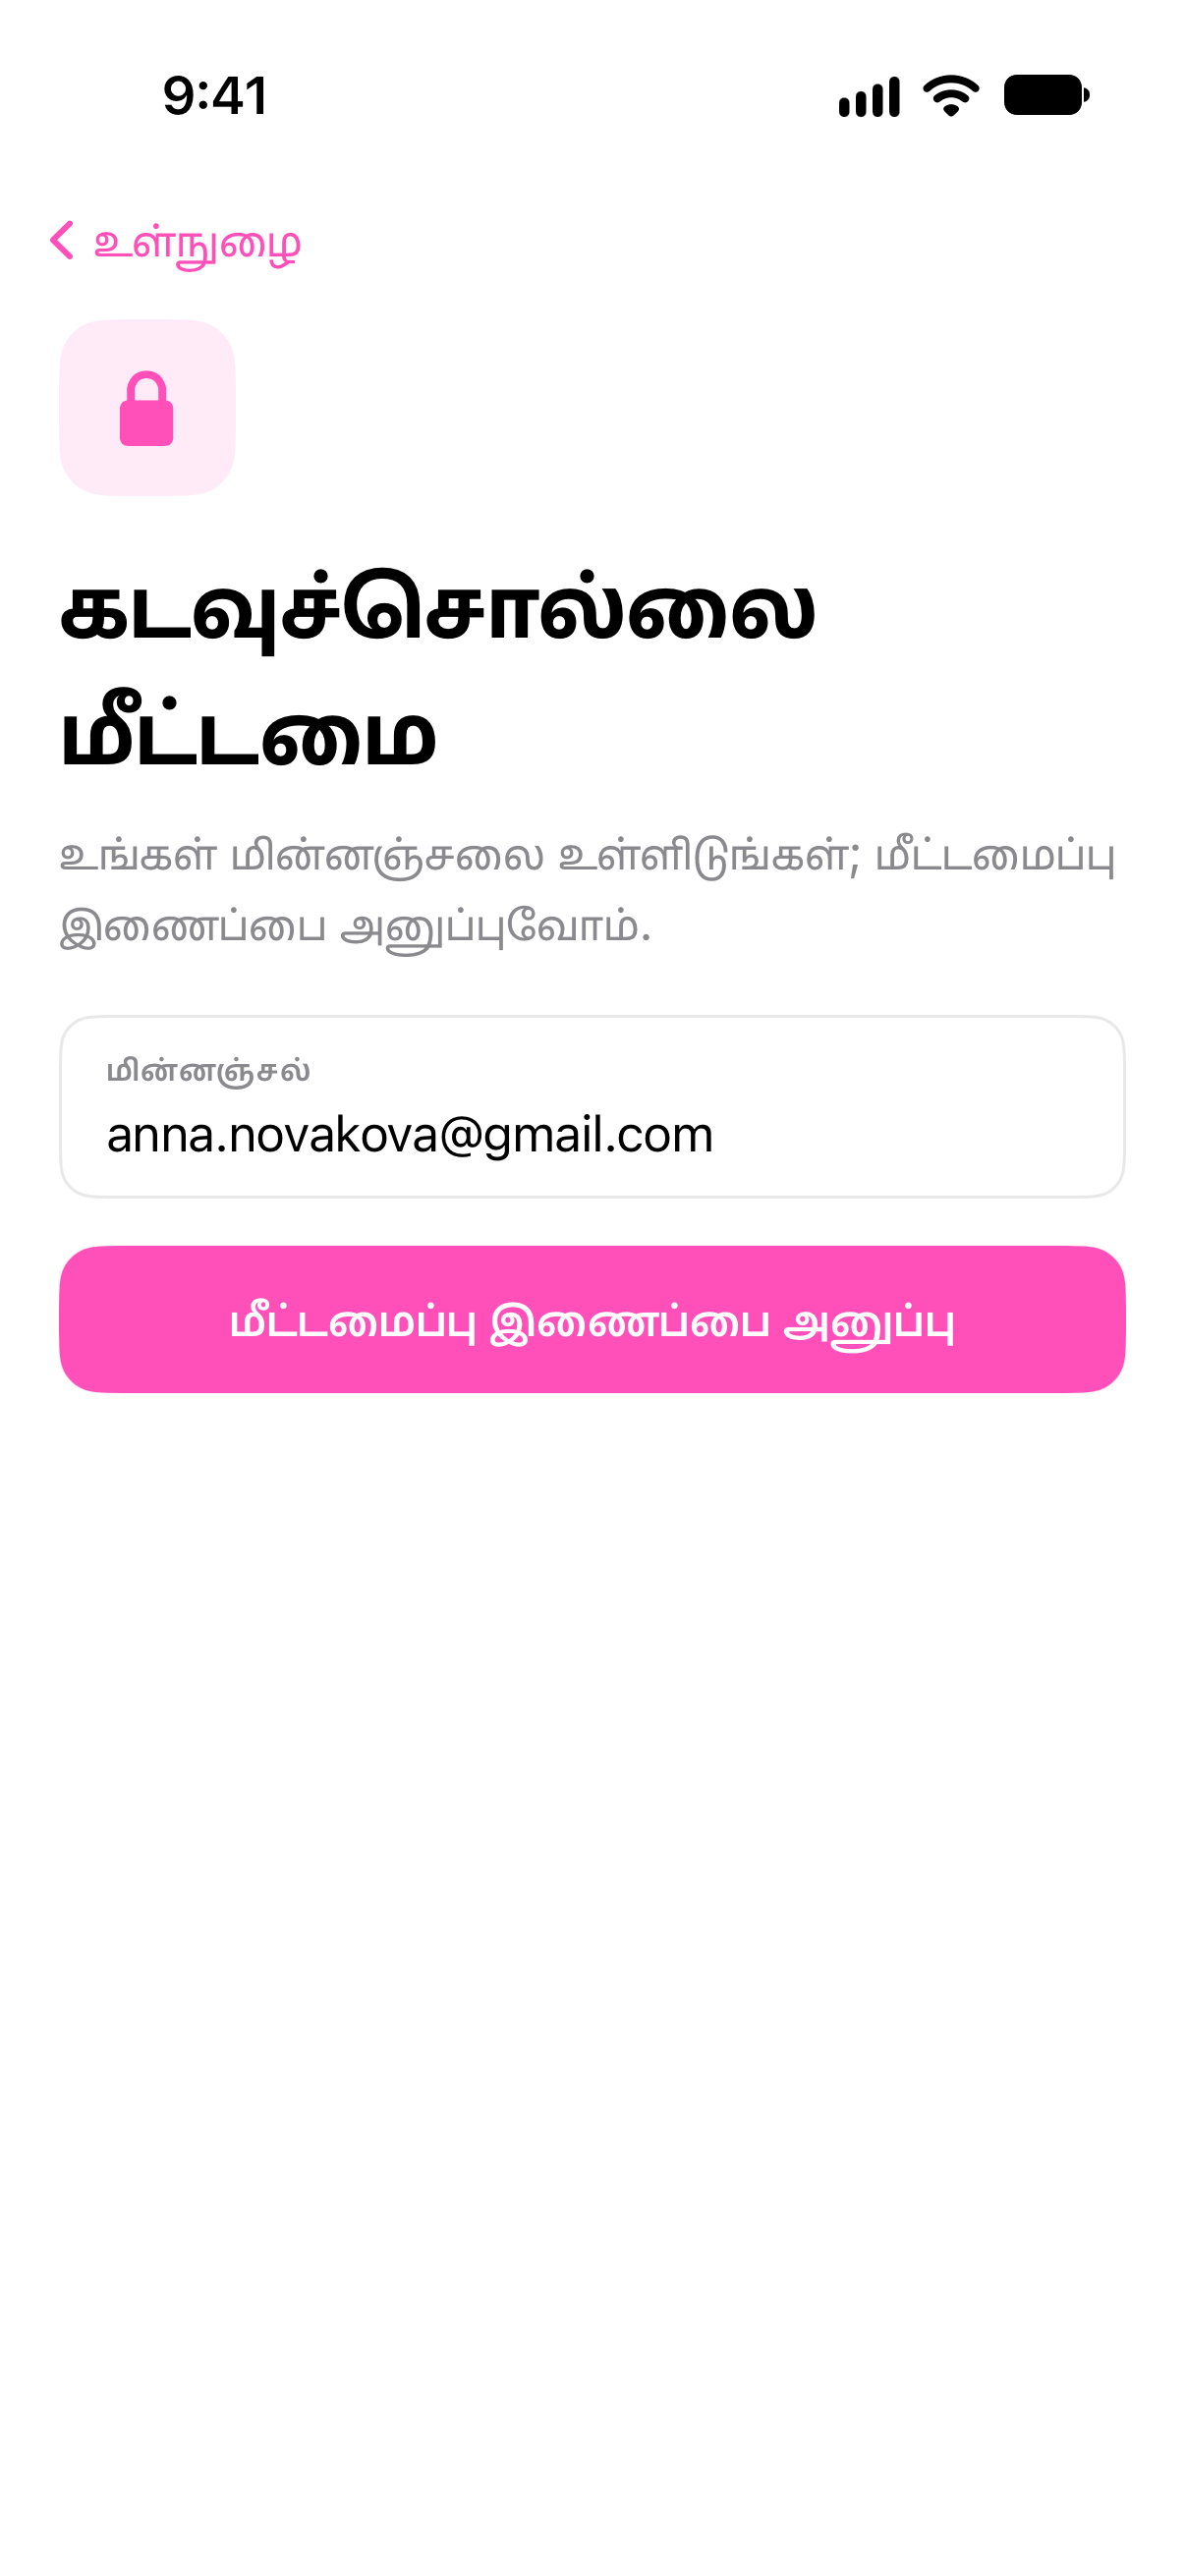 9:41
உள்நுழை
கடவுச்சொல்லை
மீட்டமை
உங்கள் மின்னஞ்சலை உள்ளிடுங்கள்; மீட்டமைப்பு
இணைப்பை அனுப்புவோம்.
மின்னஞ்சல்
anna.novakova@gmail.com
மீட்டமைப்பு இணைப்பை அனுப்பு